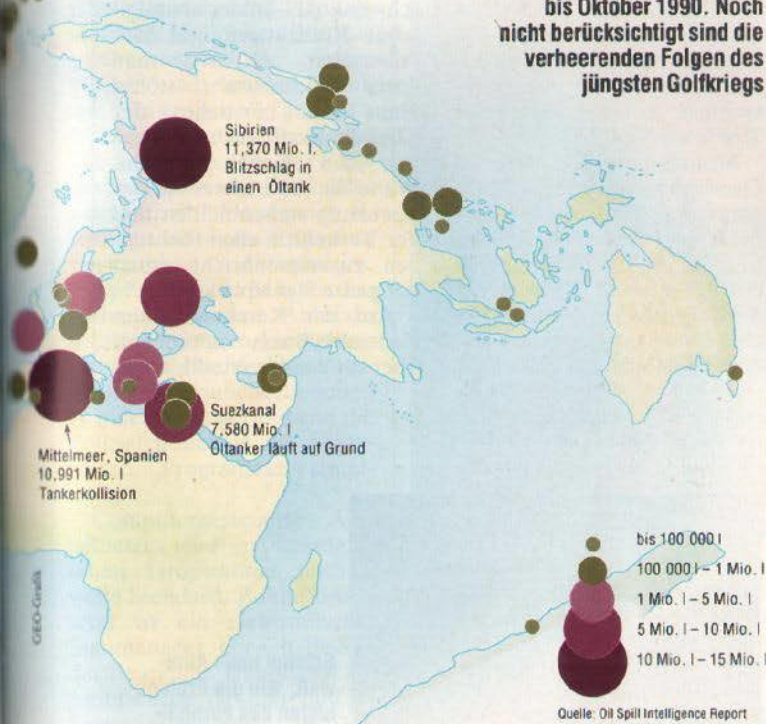 bis Oktober 1990. Noch
nicht berücksichtigt sind die
verheerenden Folgen des
jüngsten Golfkriegs
Sibirien
11,370 Mio. l.
Blitzschlag in
einen Öltank
Suezkanal
7,580 Mio. l
Öltanker läuft auf Grund
Mittelmeer, Spanien
10,991 Mio. l
Tankerkollision
GEO-Grafik
bis 100 000 l
100 000 l – 1 Mio. l
1 Mio. l – 5 Mio. l
5 Mio. l – 10 Mio. l
10 Mio. l – 15 Mio. l
Quelle: Oil Spill Intelligence Report